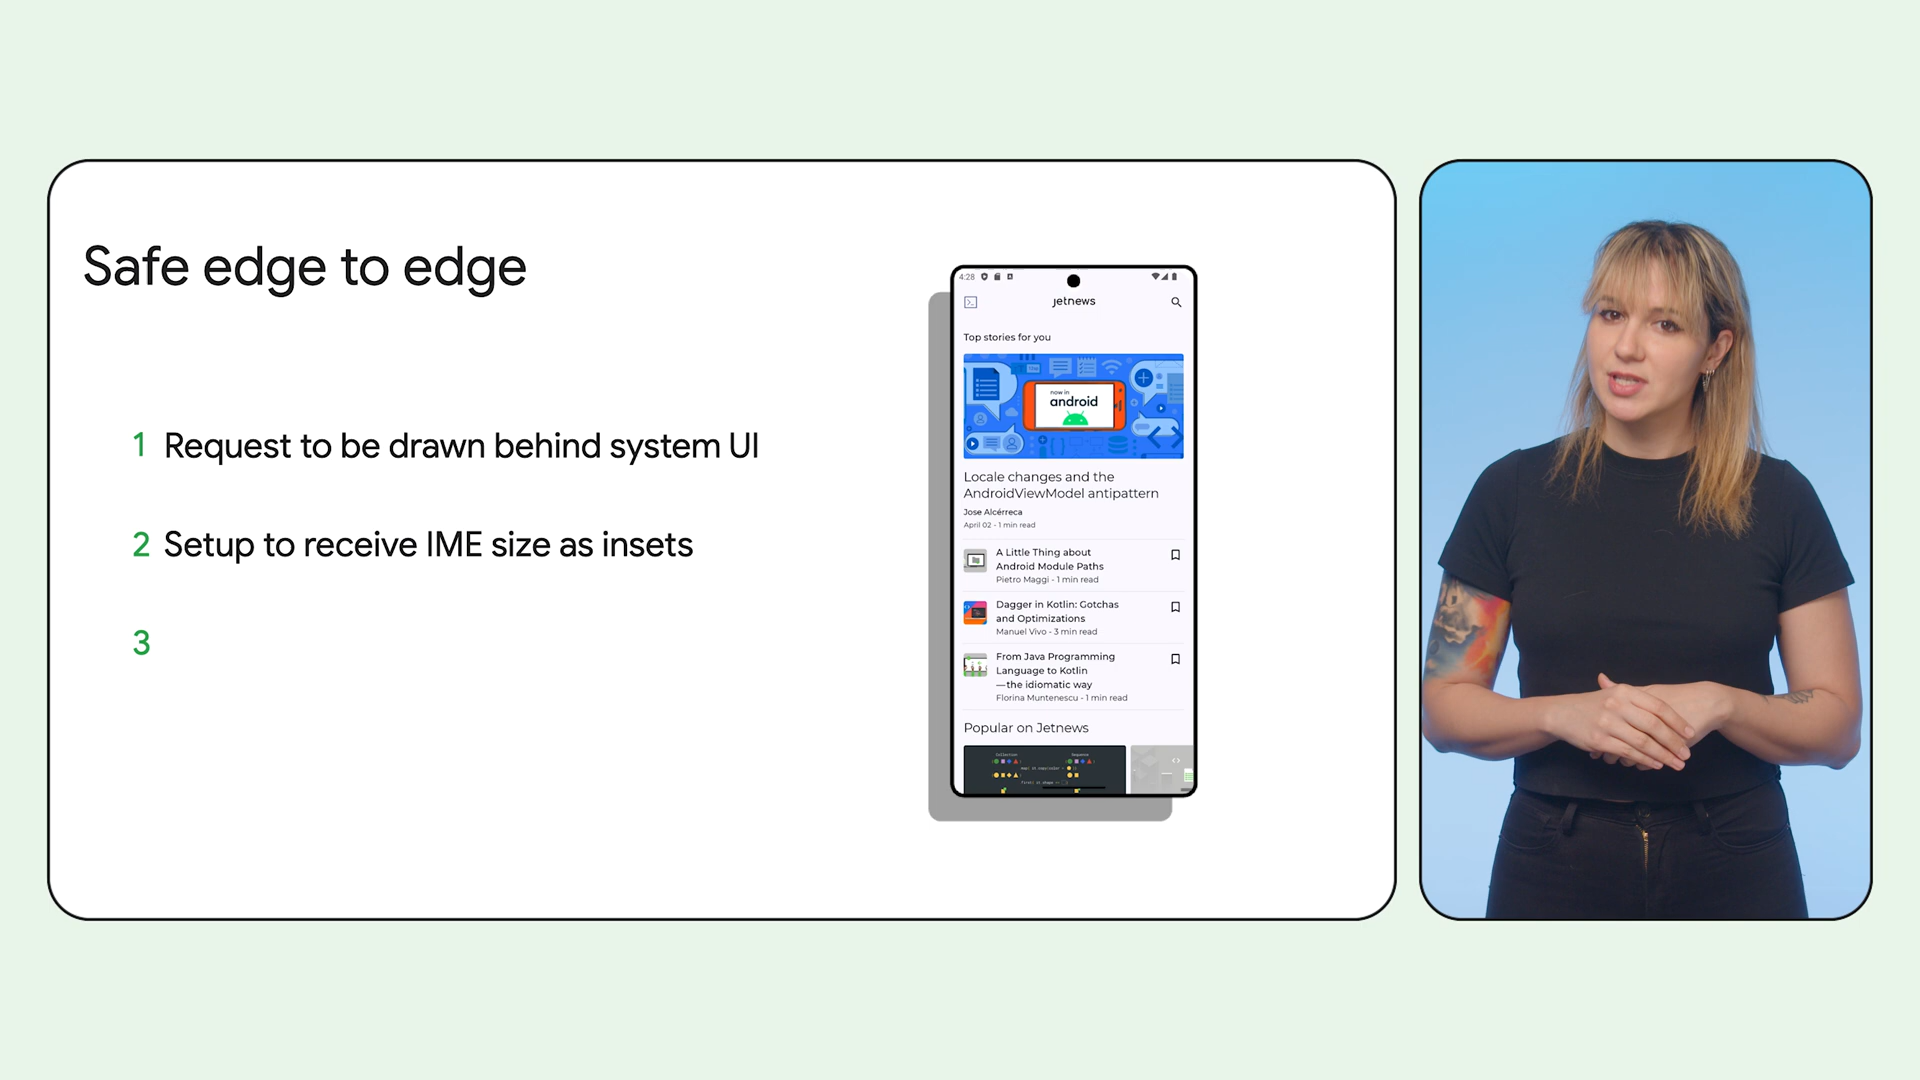 Safe edge to edge
1 Request to be drawn behind system UI
2 Setup to receive IME size as insets
3
4:28
jetnews
Top stories for you
now in
android
Locale changes and the
AndroidViewModel antipattern
Jose Alcérreca
April 02 - 1 min read
A Little Thing about
Android Module Paths
Pietro Maggi - 1 min read
Dagger in Kotlin: Gotchas
and Optimizations
Manuel Vivo - 3 min read
From Java Programming
Language to Kotlin
—the idiomatic way
Florina Muntenescu - 1 min read
Popular on Jetnews
Collection Sequence